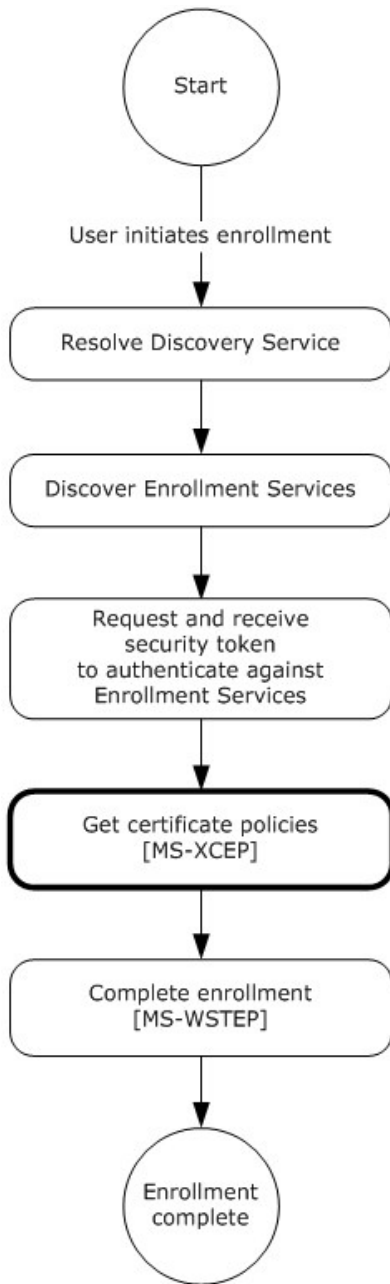 Start
User initiates enrollment
Resolve Discovery Service
Discover Enrollment Services
Request and receive
security token
to authenticate against
Enrollment Services
Get certificate policies
[MS-XCEP]
Complete enrollment
[MS-WSTEP]
Enrollment
complete